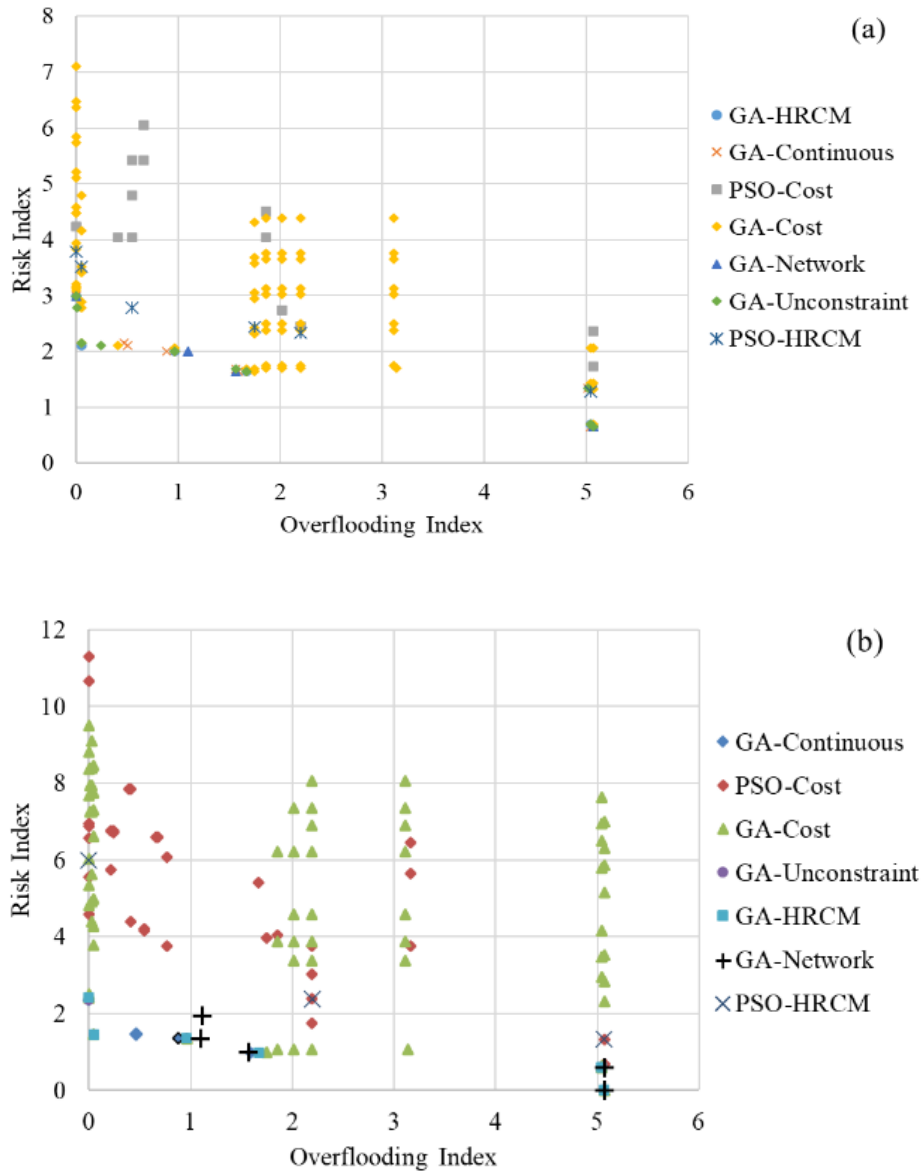 (a)
8
7
6
5
4
3
2
1
0
Risk Index
0 1 2 3 4 5 6
Overflooding Index
GA-HRCM
GA-Continuous
PSO-Cost
GA-Cost
GA-Network
GA-Unconstraint
PSO-HRCM
(b)
12
10
8
6
4
2
0
Risk Index
0 1 2 3 4 5 6
Overflooding Index
GA-Continuous
PSO-Cost
GA-Cost
GA-Unconstraint
GA-HRCM
GA-Network
PSO-HRCM